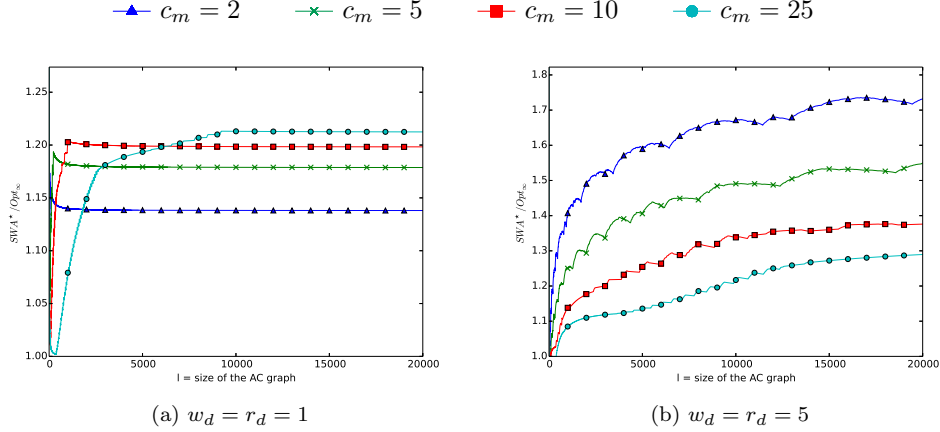 c_m = 2  c_m = 5  c_m = 10  c_m = 25
SWA*/Opt∞
1.25
1.20
1.15
1.10
1.05
1.00
0 5000 10000 15000 20000
l = size of the AC graph
(a) w_d = r_d = 1
SWA*/Opt∞
1.8
1.7
1.6
1.5
1.4
1.3
1.2
1.1
1.0
0 5000 10000 15000 20000
l = size of the AC graph
(b) w_d = r_d = 5